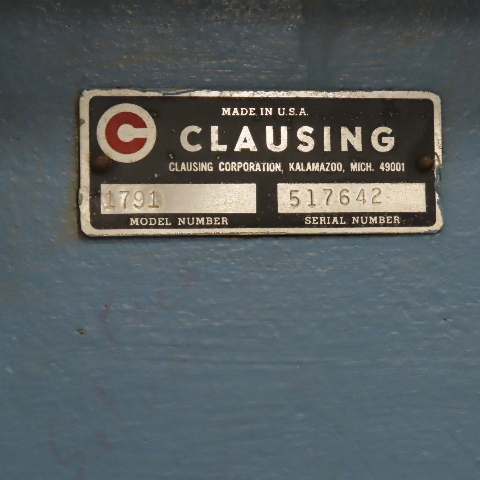 MADE IN U.S.A.
C CLAUSING
CLAUSING CORPORATION, KALAMAZOO, MICH. 49001
1791 517642
MODEL NUMBER SERIAL NUMBER